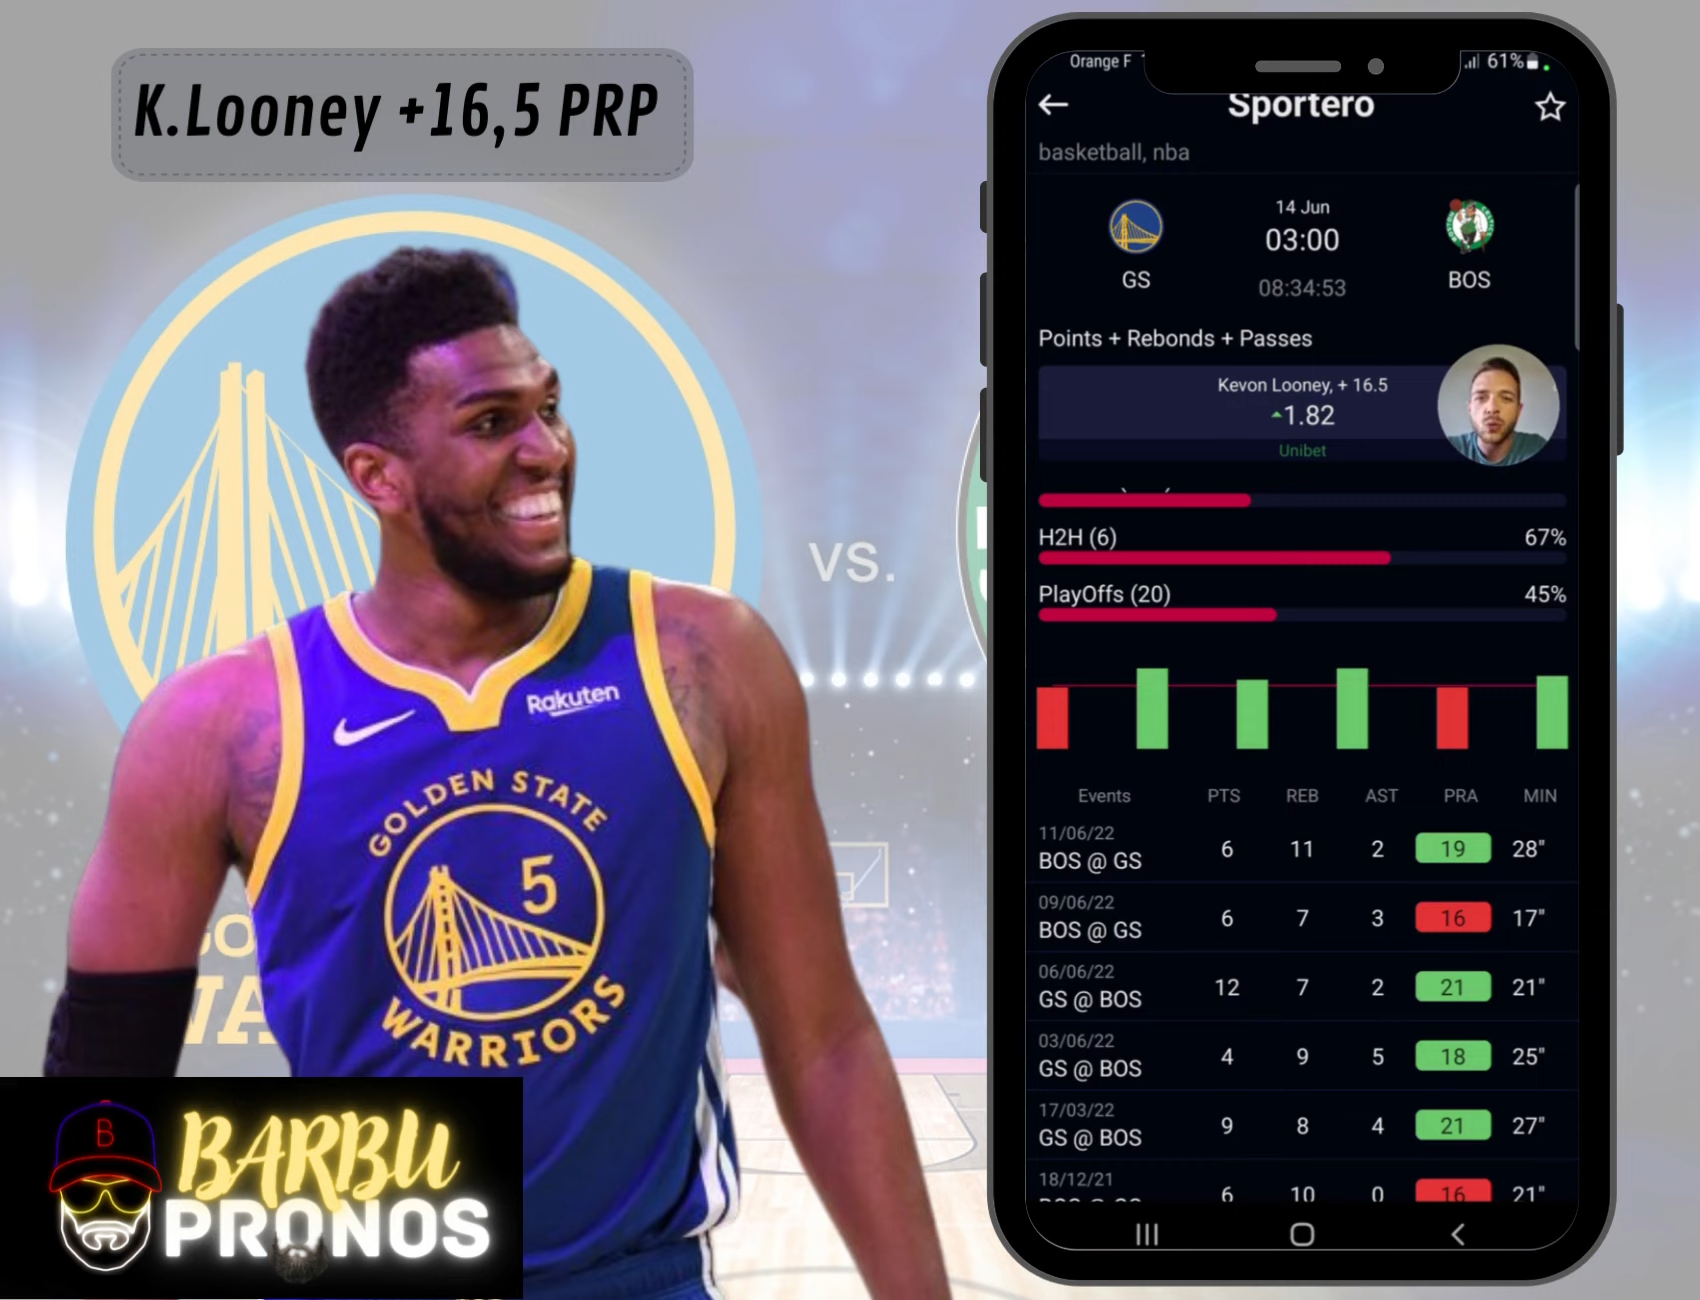 K.Looney +16,5 PRP
VS.
Rakuten
GOLDEN STATE
5
WARRIORS
B
BARBU
PRONOS
Orange F
61%
Sportero
basketball, nba
14 Jun
03:00
08:34:53
GS
BOS
Points + Rebonds + Passes
Kevon Looney, + 16.5
1.82
Unibet
H2H (6) 67%
PlayOffs (20) 45%
Events PTS REB AST PRA MIN
11/06/22
BOS @ GS 6 11 2 19 28"
09/06/22
BOS @ GS 6 7 3 16 17"
06/06/22
GS @ BOS 12 7 2 21 21"
03/06/22
GS @ BOS 4 9 5 18 25"
17/03/22
GS @ BOS 9 8 4 21 27"
18/12/21
6 10 0 16 21"